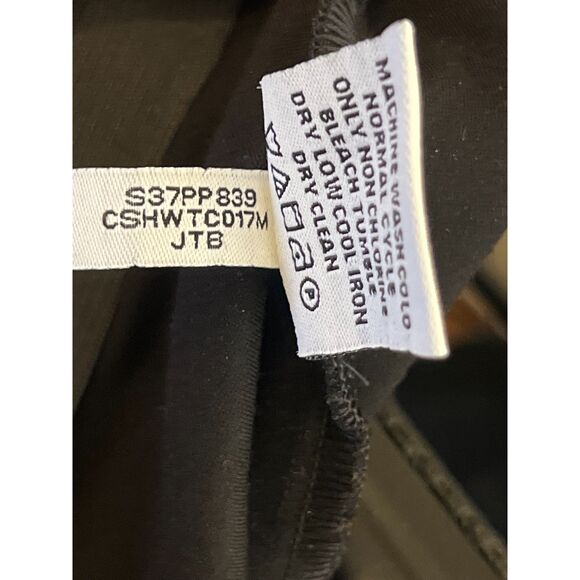 S37PP839
CSHWTC017M
JTB
MACHINE WASH COLD
NORMAL CYCLE
ONLY NON CHLORINE
BLEACH TUMBLE
DRY LOW COOL IRON
DRY CLEAN
P